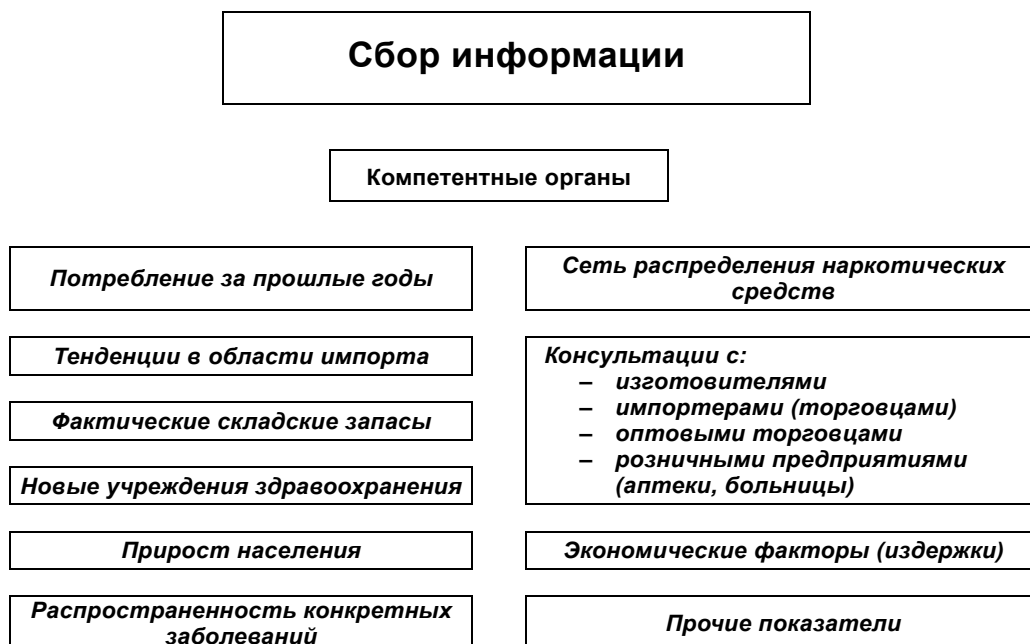 Сбор информации
Компетентные органы
Потребление за прошлые годы
Тенденции в области импорта
Фактические складские запасы
Новые учреждения здравоохранения
Прирост населения
Распространенность конкретных
заболеваний
Сеть распределения наркотических
средств
Консультации с:
– изготовителями
– импортерами (торговцами)
– оптовыми торговцами
– розничными предприятиями
(аптеки, больницы)
Экономические факторы (издержки)
Прочие показатели